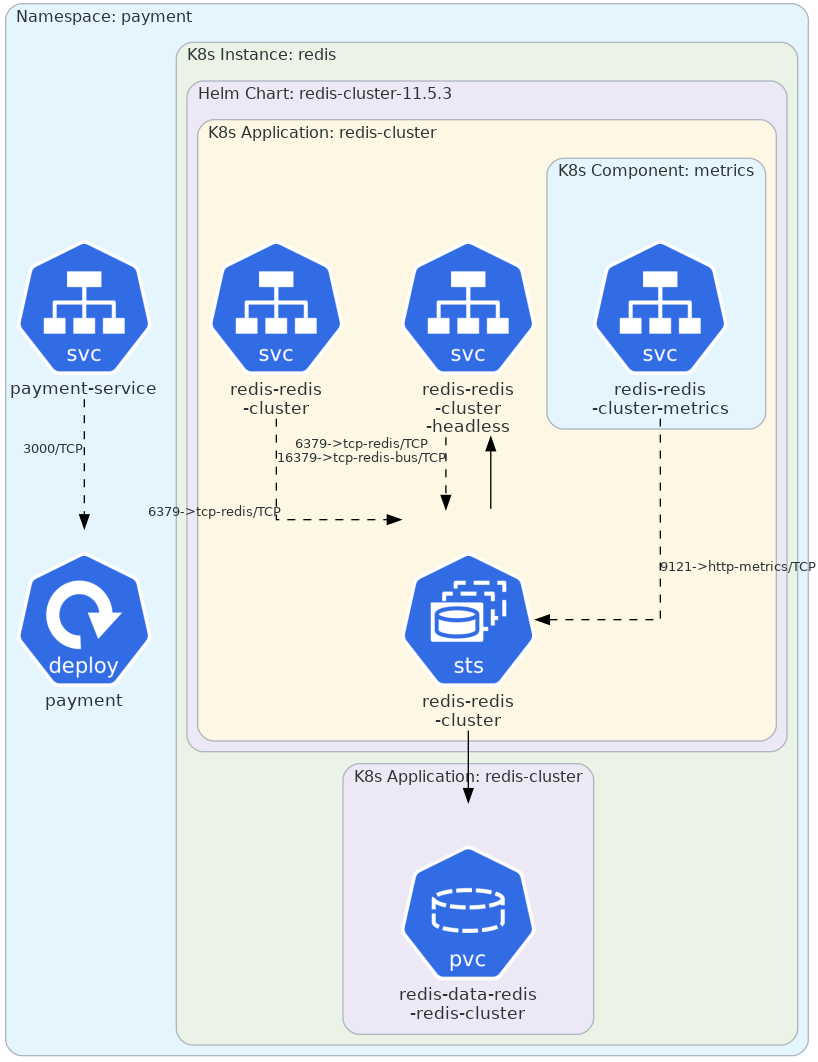 Namespace: payment
K8s Instance: redis
Helm Chart: redis-cluster-11.5.3
K8s Application: redis-cluster
K8s Component: metrics
svc
payment-service
svc
redis-redis
-cluster
svc
redis-redis
-cluster
-headless
svc
redis-redis
-cluster-metrics
3000/TCP
6379->tcp-redis/TCP
16379->tcp-redis-bus/TCP
6379->tcp-redis/TCP
9121->http-metrics/TCP
deploy
payment
sts
redis-redis
-cluster
K8s Application: redis-cluster
pvc
redis-data-redis
-redis-cluster